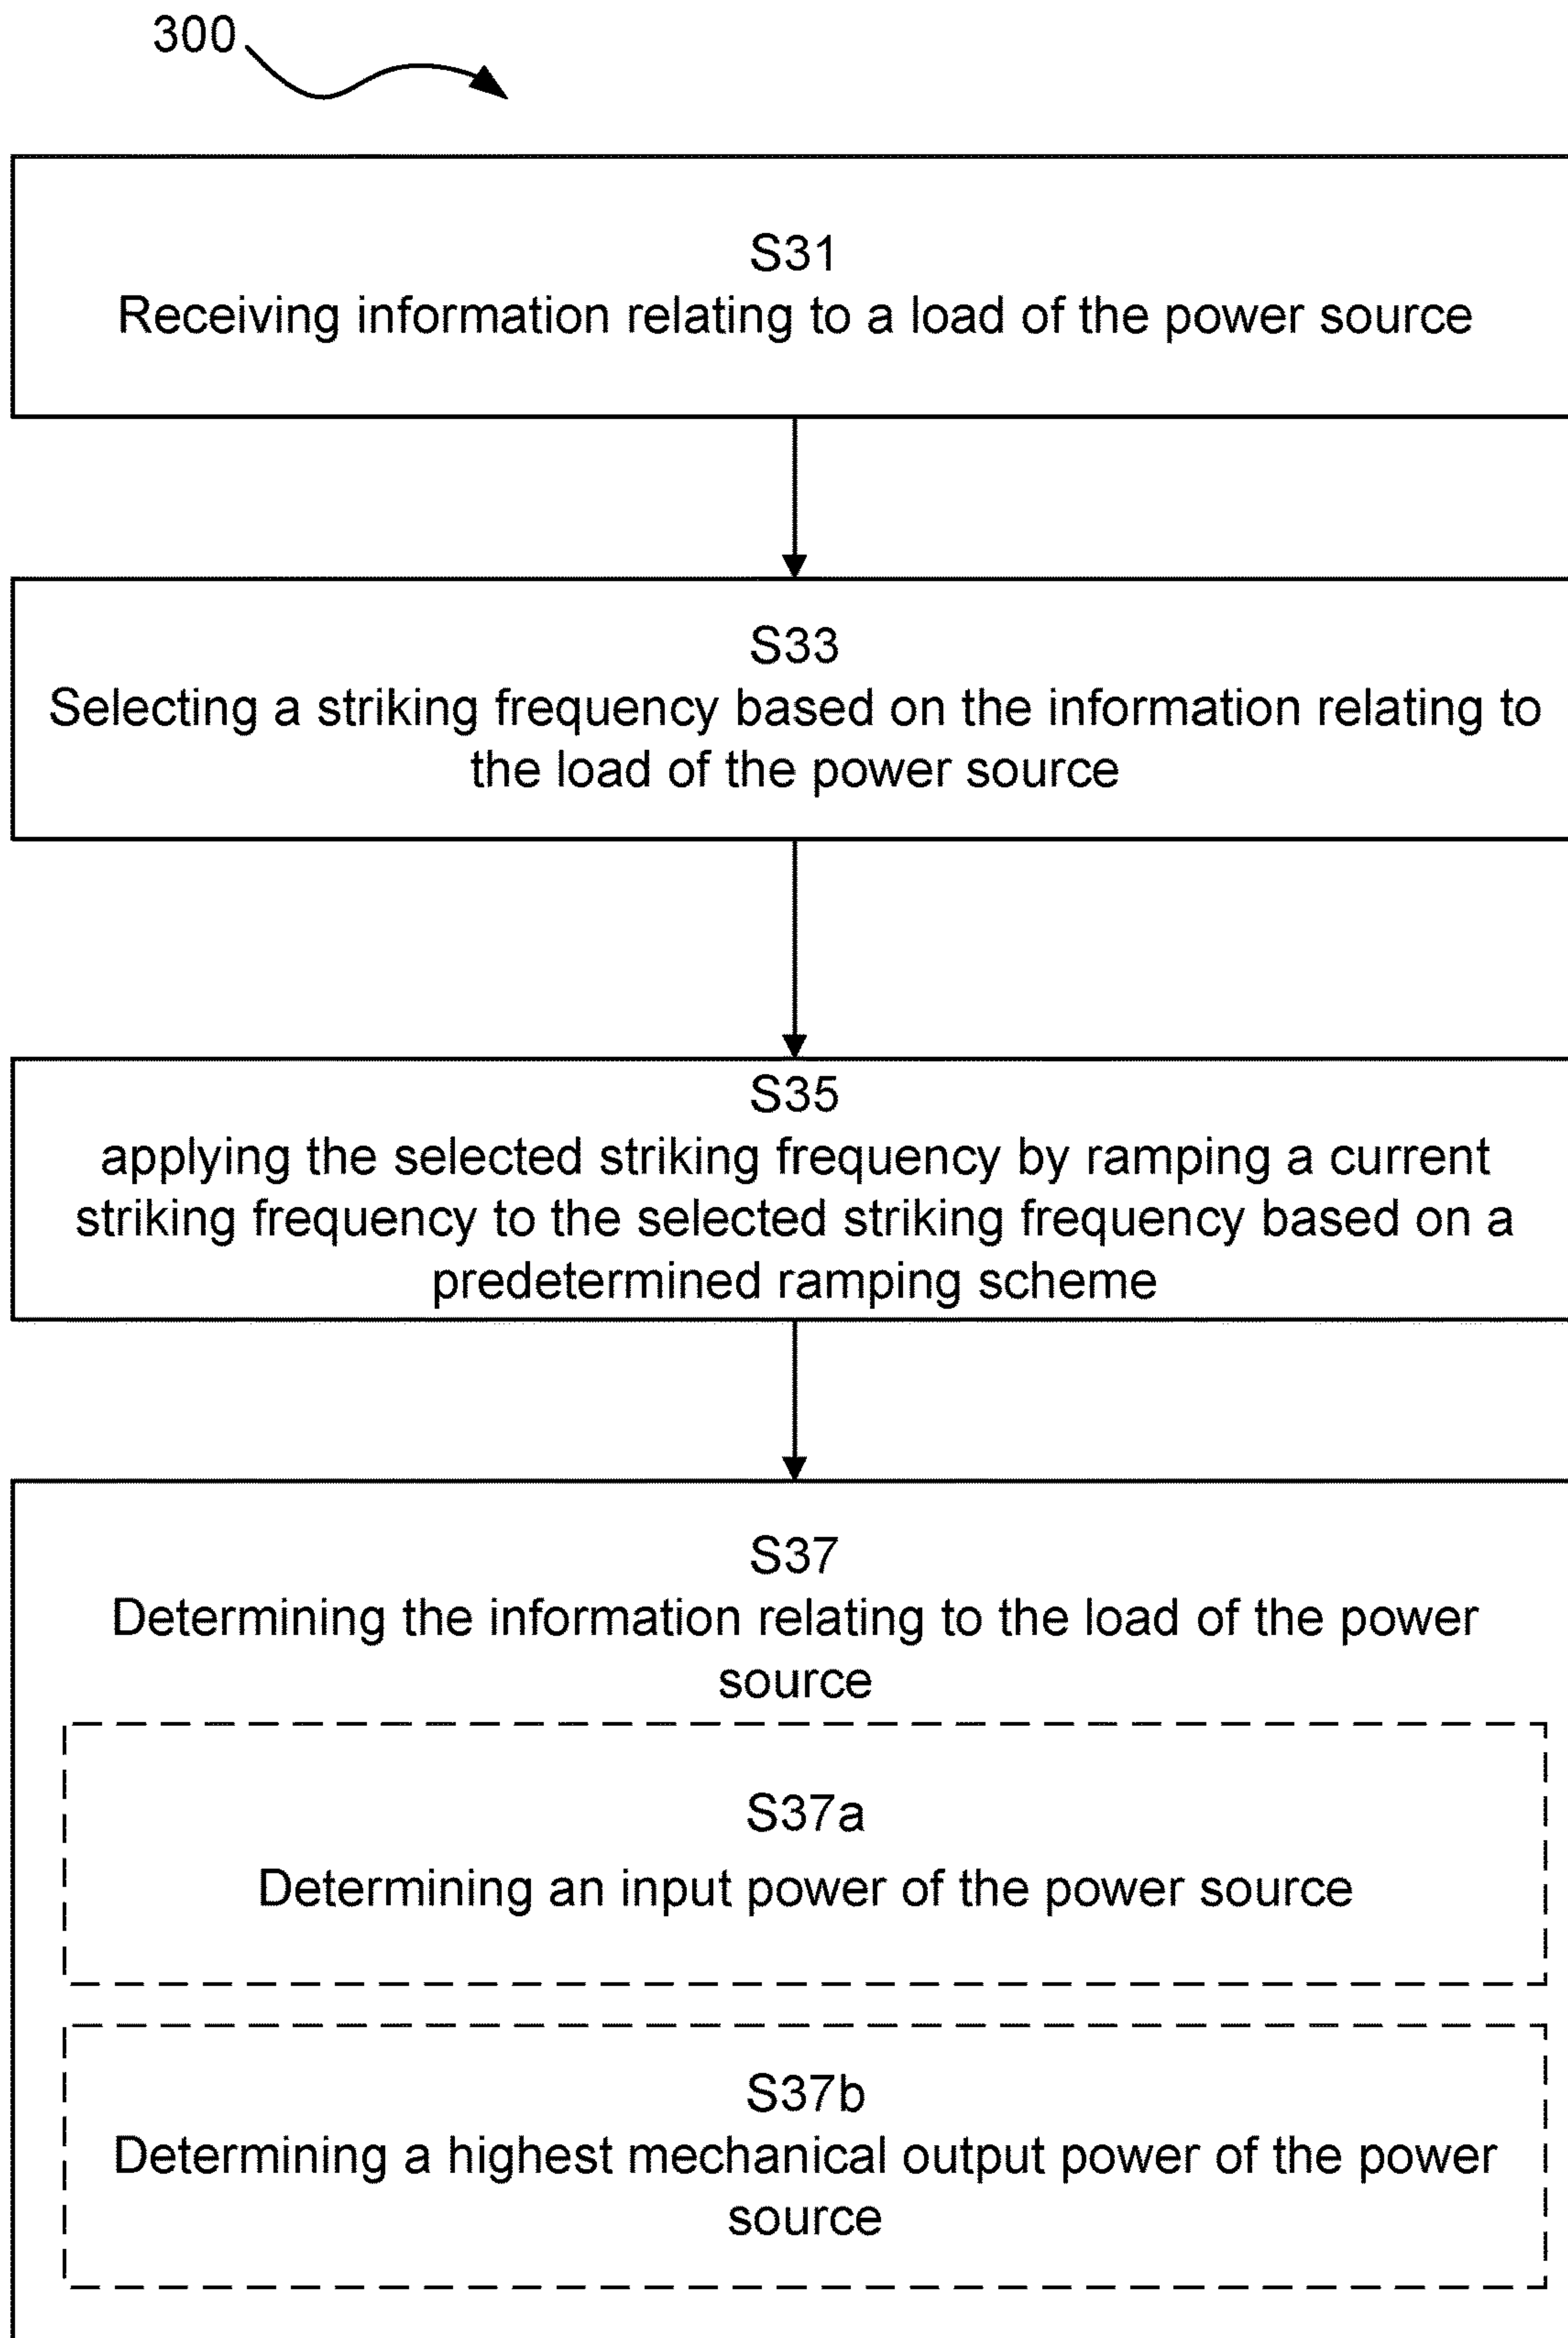 300
S31
Receiving information relating to a load of the power source
S33
Selecting a striking frequency based on the information relating to
the load of the power source
S35
applying the selected striking frequency by ramping a current
striking frequency to the selected striking frequency based on a
predetermined ramping scheme
S37
Determining the information relating to the load of the power
source
S37a
Determining an input power of the power source
S37b
Determining a highest mechanical output power of the power
source